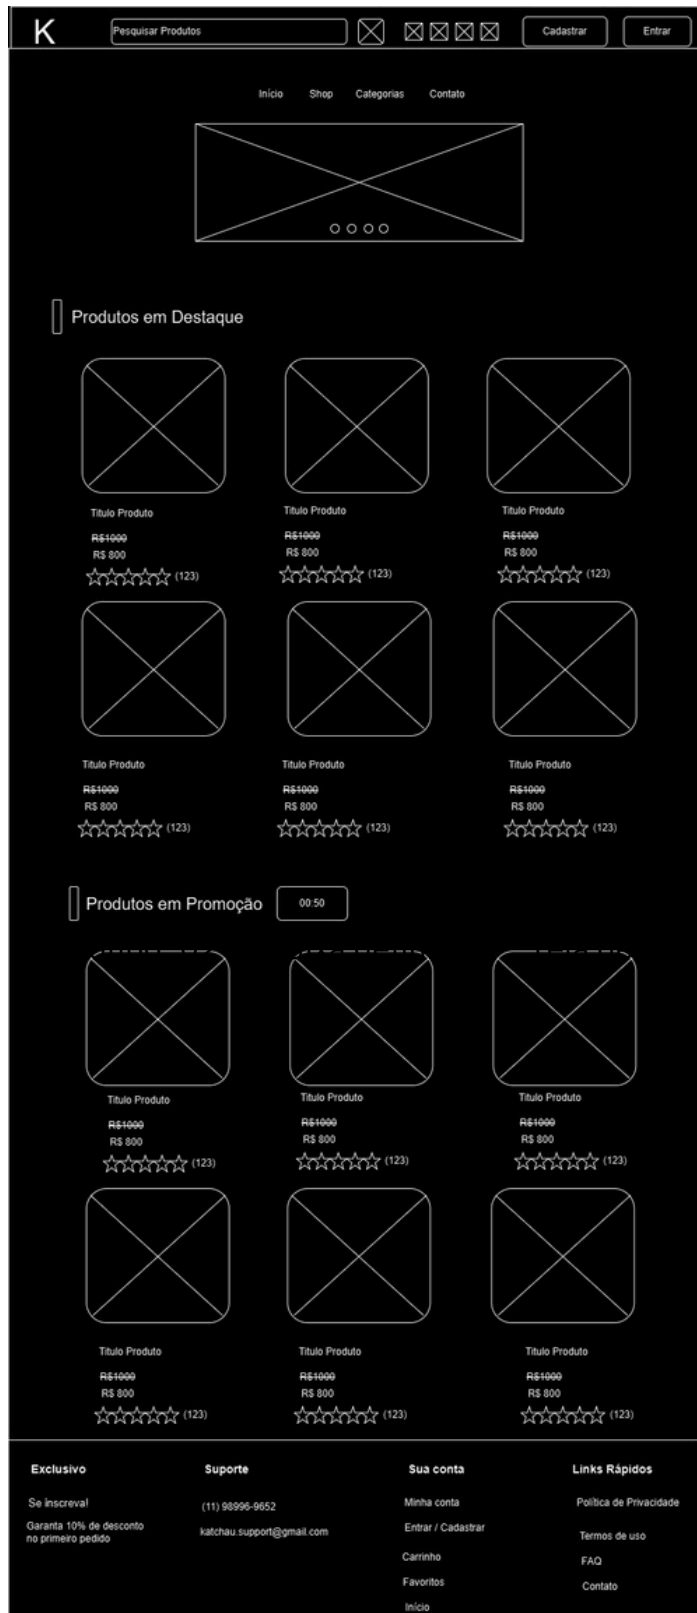 K
Pesquisar Produtos
Cadastrar
Entrar
Início
Shop
Categorias
Contato
Produtos em Destaque
Titulo Produto
R$1000
R$ 800
(123)
Titulo Produto
R$1000
R$ 800
(123)
Titulo Produto
R$1000
R$ 800
(123)
Titulo Produto
R$1000
R$ 800
(123)
Titulo Produto
R$1000
R$ 800
(123)
Titulo Produto
R$1000
R$ 800
(123)
Produtos em Promoção
00:50
Titulo Produto
R$1000
R$ 800
(123)
Titulo Produto
R$1000
R$ 800
(123)
Titulo Produto
R$1000
R$ 800
(123)
Titulo Produto
R$1000
R$ 800
(123)
Titulo Produto
R$1000
R$ 800
(123)
Titulo Produto
R$1000
R$ 800
(123)
Exclusivo
Se inscreva!
Garanta 10% de desconto
no primeiro pedido
Suporte
(11) 98996-9652
katchau.support@gmail.com
Sua conta
Minha conta
Entrar / Cadastrar
Carrinho
Favoritos
Início
Links Rápidos
Política de Privacidade
Termos de uso
FAQ
Contato